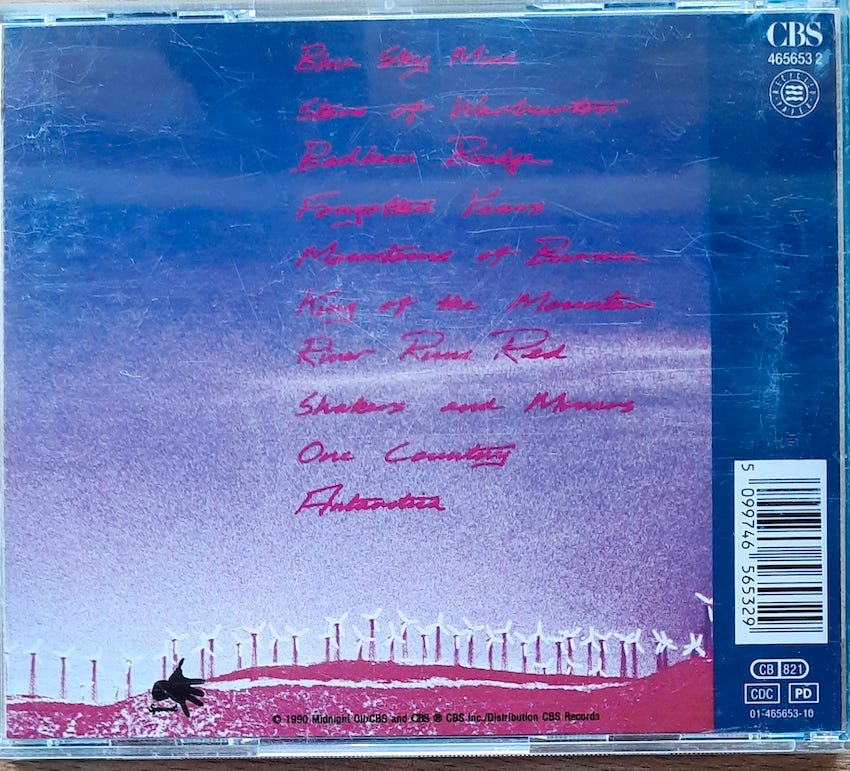 Blue Sky Mine
Stars of Warburton
Bedlam Bridge
Forgotten Years
Mountains of Burma
King of the Mountain
River Runs Red
Shakers and Movers
One Country
Antarctica
© 1990 Midnight Oil/CBS and CBS ® CBS Inc./Distribution CBS Records
CBS
465653 2
5 099746 565329
CB 821
CDC PD
01-465653-10